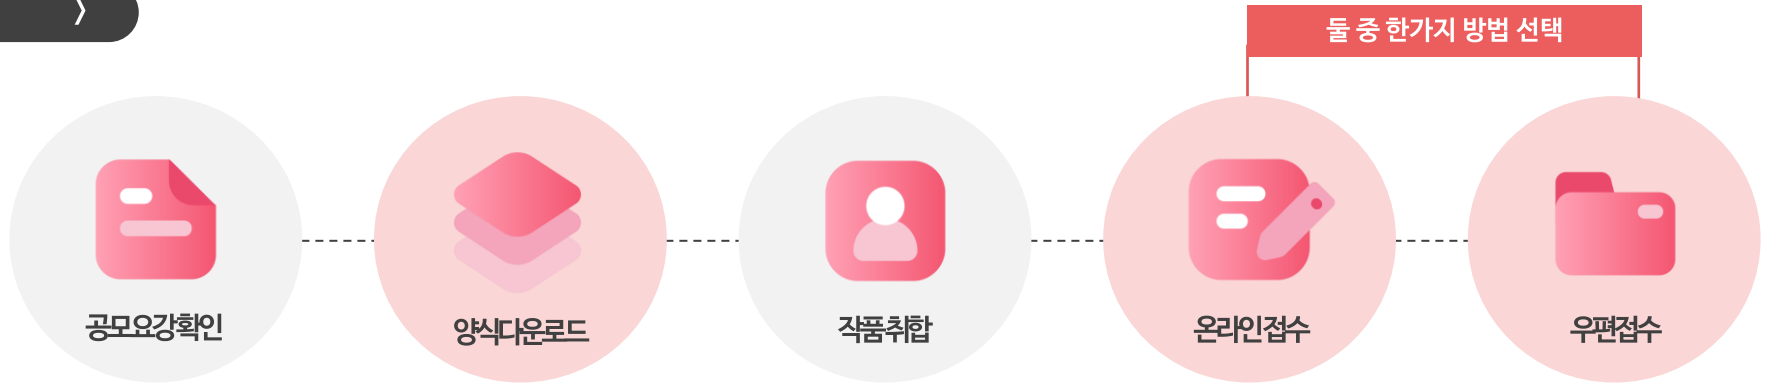 〉
둘 중 한가지 방법 선택
공모요강확인
양식다운로드
작품취합
온라인접수
우편접수